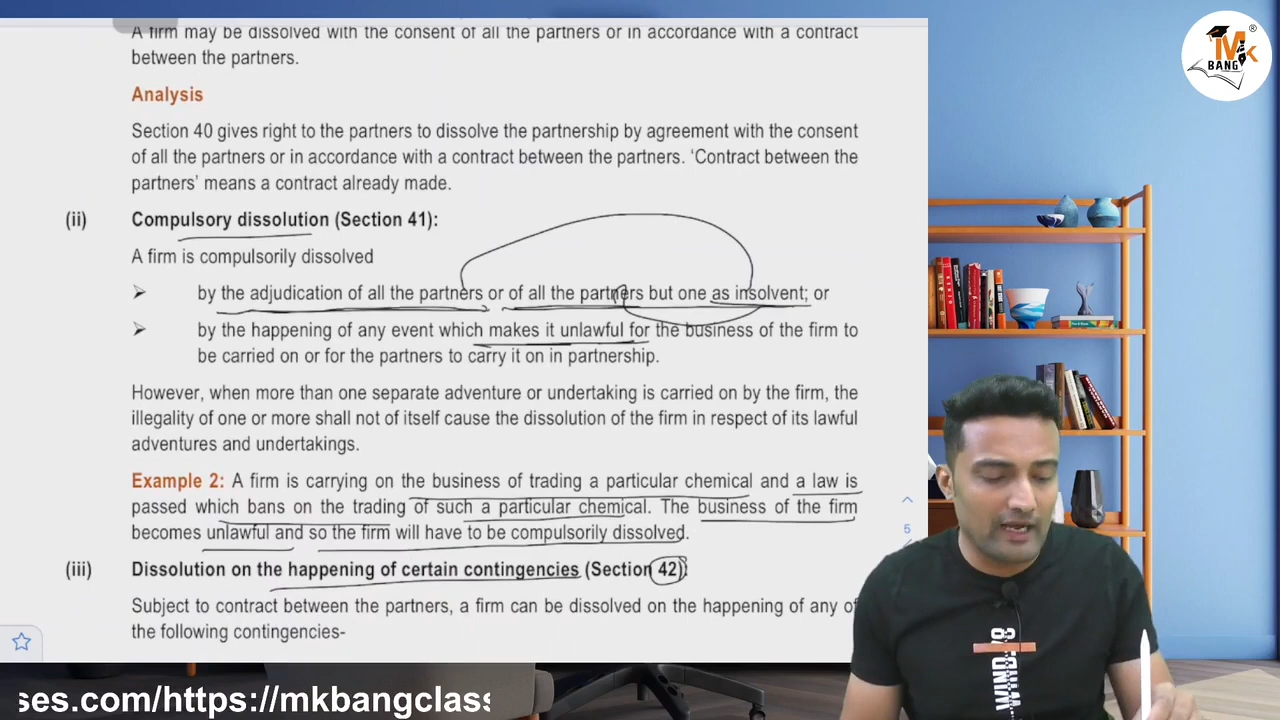 A firm may be dissolved with the consent of all the partners or in accordance with a contract
between the partners.
Analysis
Section 40 gives right to the partners to dissolve the partnership by agreement with the consent
of all the partners or in accordance with a contract between the partners. ‘Contract between the
partners’ means a contract already made.
(ii) Compulsory dissolution (Section 41):
A firm is compulsorily dissolved
➢ by the adjudication of all the partners or of all the partners but one as insolvent; or
➢ by the happening of any event which makes it unlawful for the business of the firm to
be carried on or for the partners to carry it on in partnership.
However, when more than one separate adventure or undertaking is carried on by the firm, the
illegality of one or more shall not of itself cause the dissolution of the firm in respect of its lawful
adventures and undertakings.
Example 2: A firm is carrying on the business of trading a particular chemical and a law is
passed which bans on the trading of such a particular chemical. The business of the firm
becomes unlawful and so the firm will have to be compulsorily dissolved.
(iii) Dissolution on the happening of certain contingencies (Section 42):
Subject to contract between the partners, a firm can be dissolved on the happening of any of
the following contingencies-
5
MK
BANG
®
ses.com/https://mkbangclass